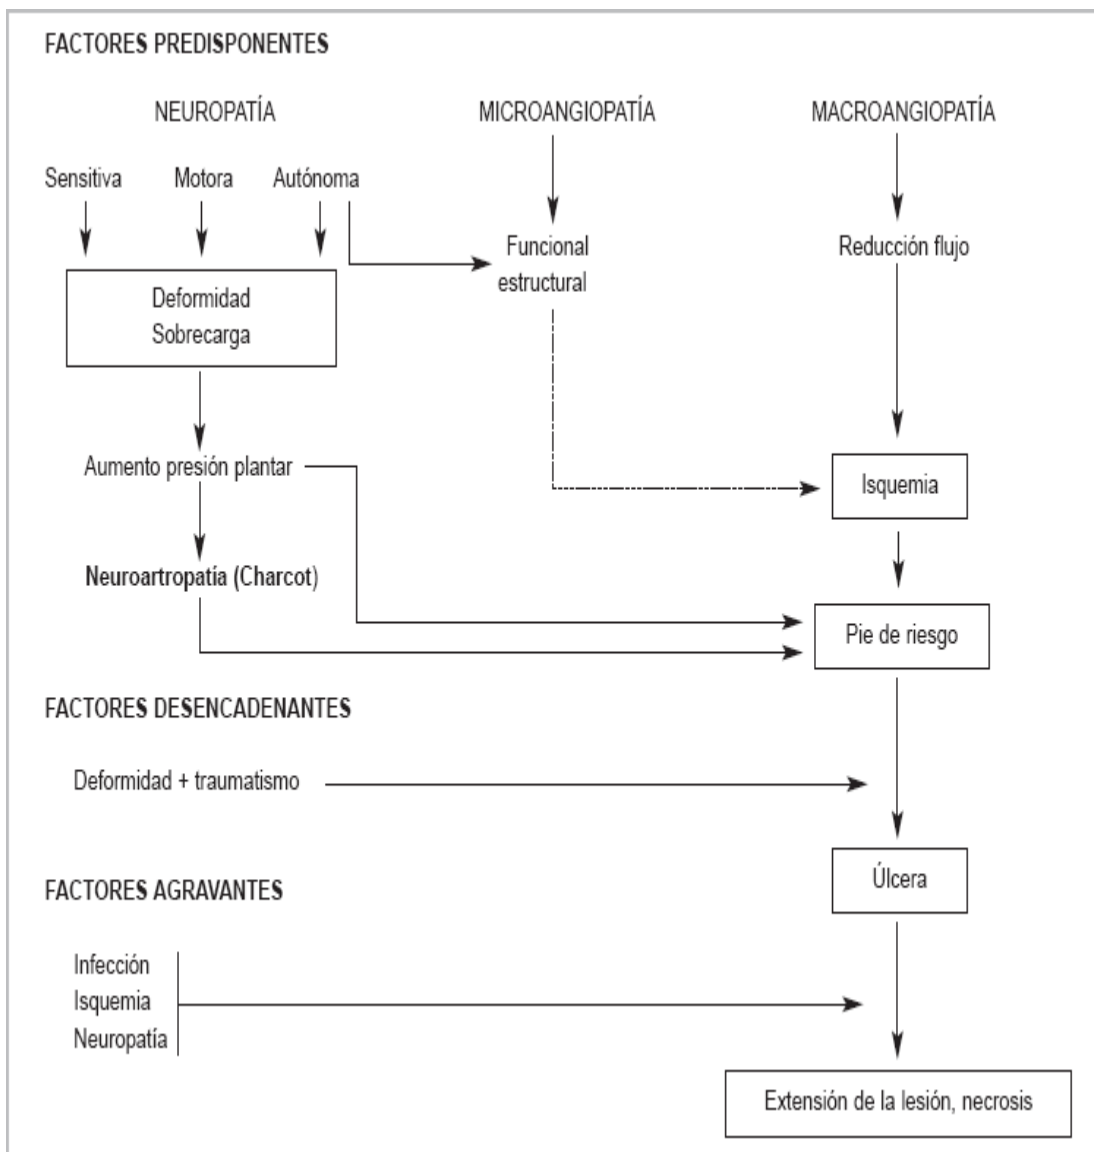 FACTORES PREDISPONENTES
NEUROPATÍA
MICROANGIOPATÍA
MACROANGIOPATÍA
Sensitiva
Motora
Autónoma
Funcional
estructural
Reducción flujo
Deformidad
Sobrecarga
Aumento presión plantar
Isquemia
Neuroartropatía (Charcot)
Pie de riesgo
FACTORES DESENCADENANTES
Deformidad + traumatismo
Úlcera
FACTORES AGRAVANTES
Infección
Isquemia
Neuropatía
Extensión de la lesión, necrosis